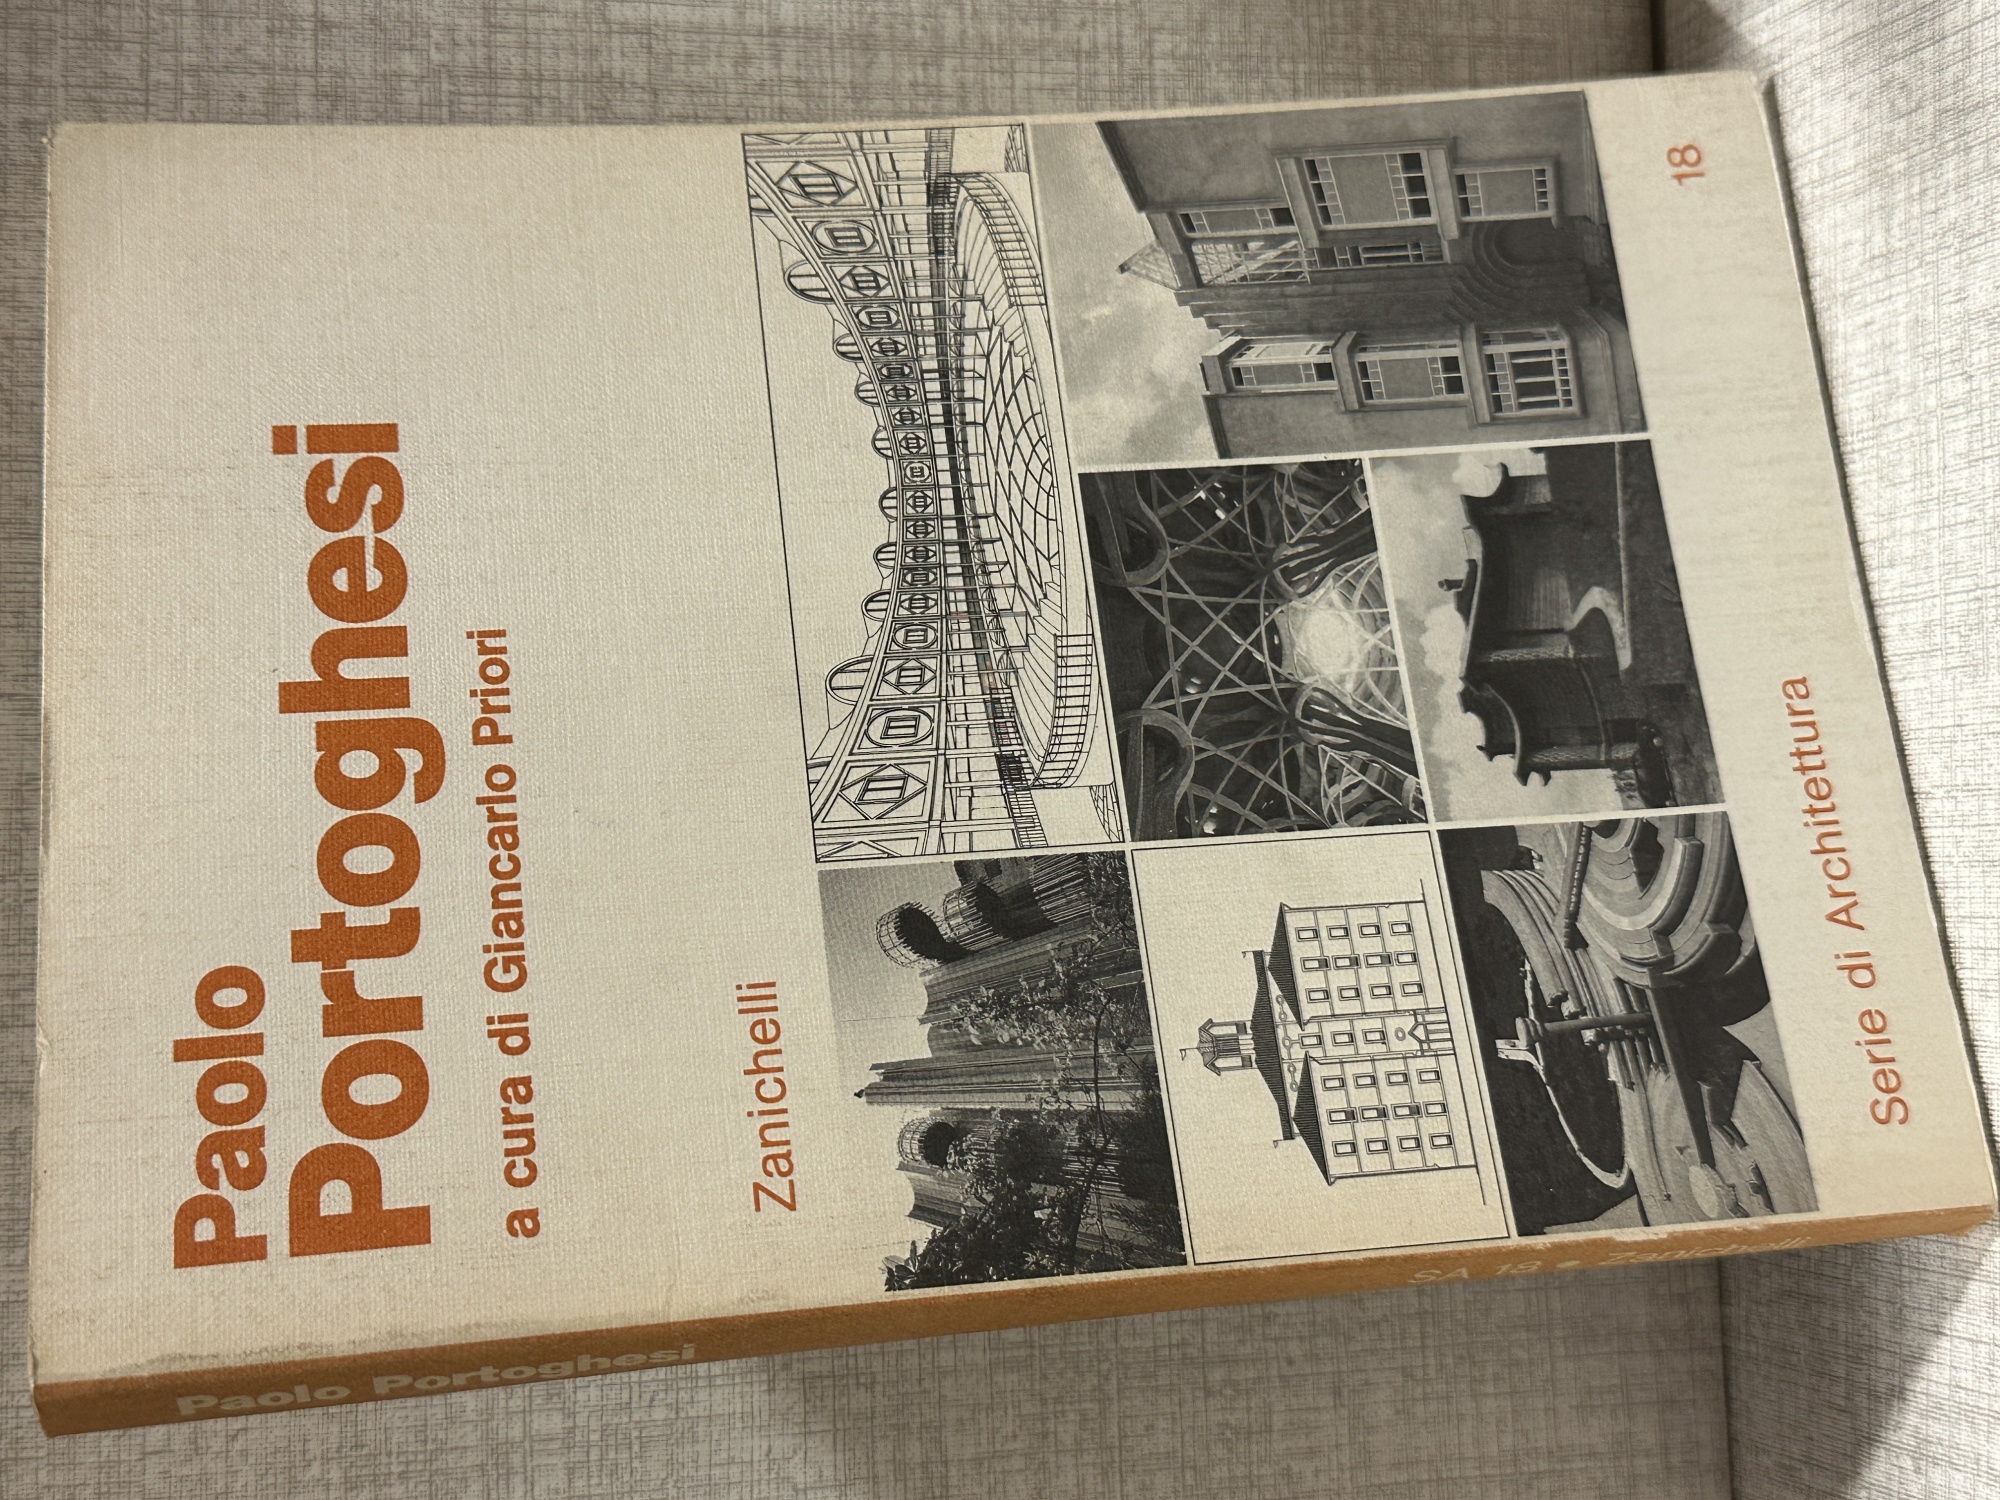 Paolo
Portoghesi
a cura di Giancarlo Priori
Zanichelli
Serie di Architettura
18
Paolo Portoghesi
SA 18 • Zanichelli